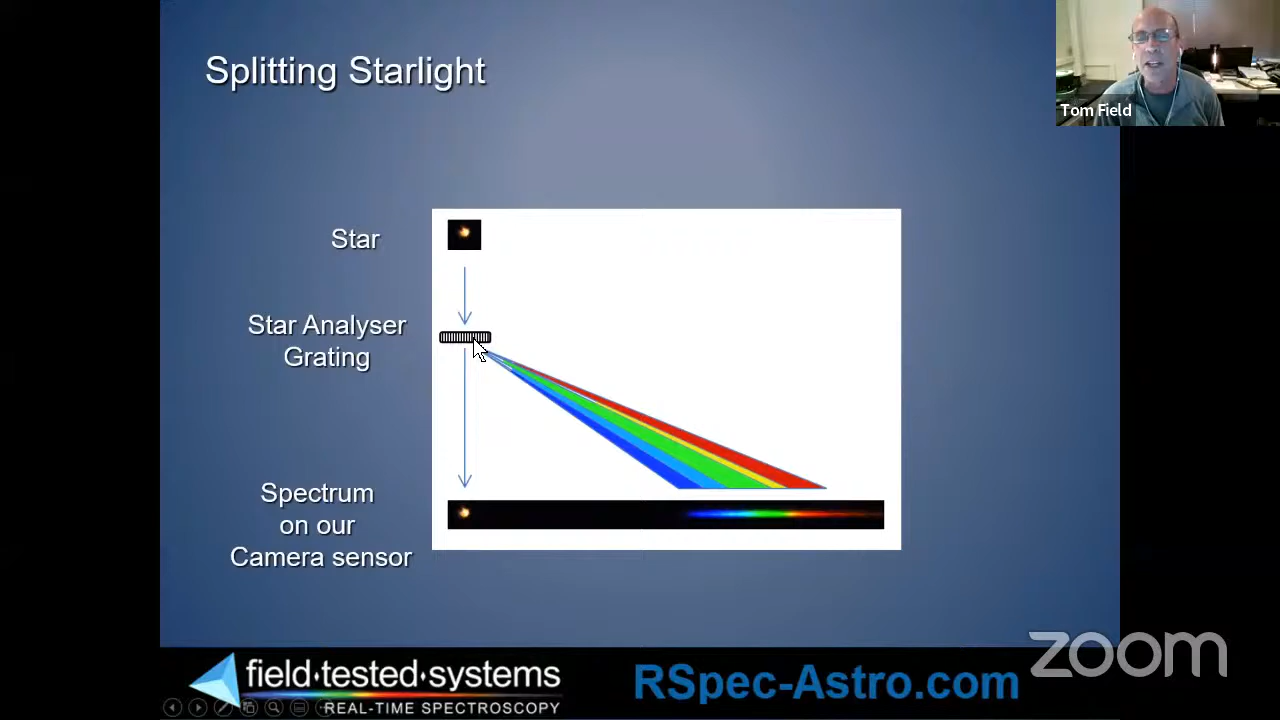 Splitting Starlight
Tom Field
Star
Star Analyser
Grating
Spectrum
on our
Camera sensor
field·tested·systems
REAL-TIME SPECTROSCOPY
RSpec-Astro.com
zoom